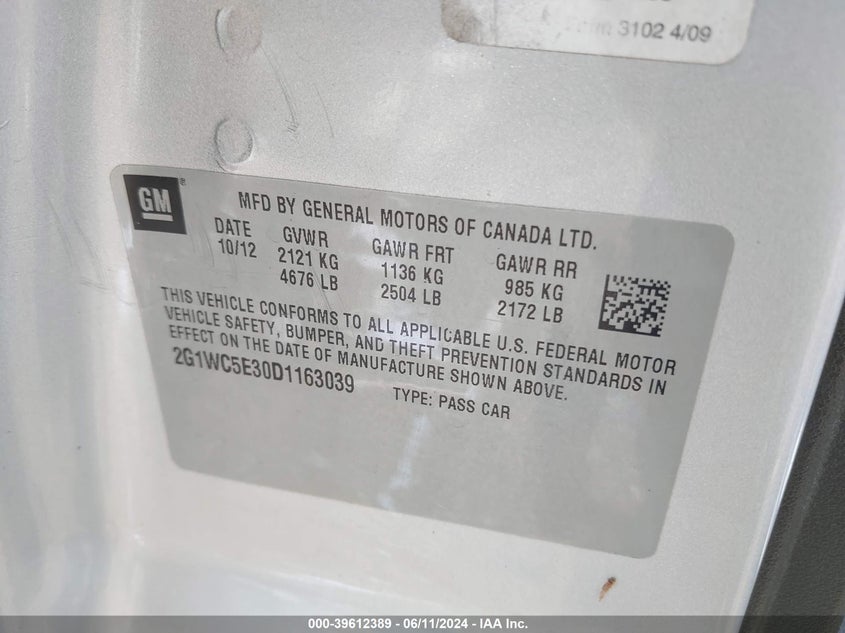 3102 4/09
GM®
MFD BY GENERAL MOTORS OF CANADA LTD.
DATE GVWR GAWR FRT GAWR RR
10/12 2121 KG 1136 KG 985 KG
4676 LB 2504 LB 2172 LB
THIS VEHICLE CONFORMS TO ALL APPLICABLE U.S. FEDERAL MOTOR
VEHICLE SAFETY, BUMPER, AND THEFT PREVENTION STANDARDS IN
EFFECT ON THE DATE OF MANUFACTURE SHOWN ABOVE.
2G1WC5E30D1163039 TYPE: PASS CAR
000-39612389 - 06/11/2024 - IAA Inc.